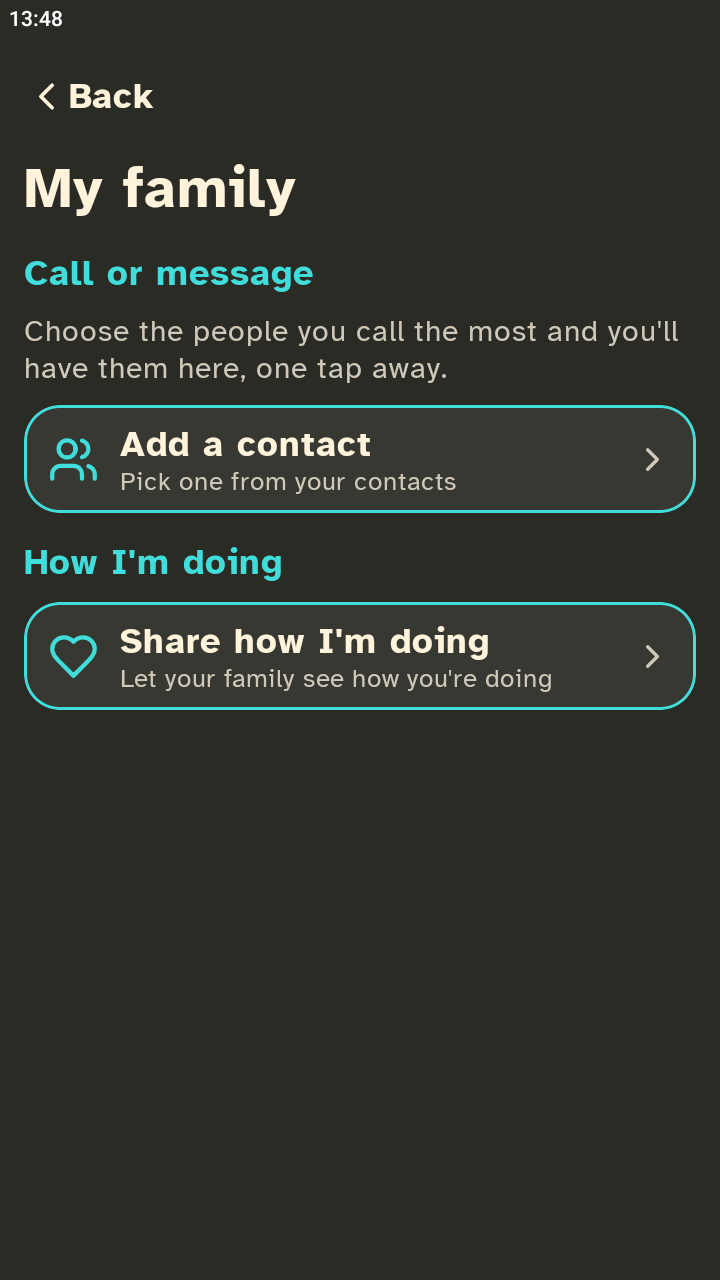 13:48
Back
My family
Call or message
Choose the people you call the most and you'll
have them here, one tap away.
Add a contact
Pick one from your contacts
How I'm doing
Share how I'm doing
Let your family see how you're doing